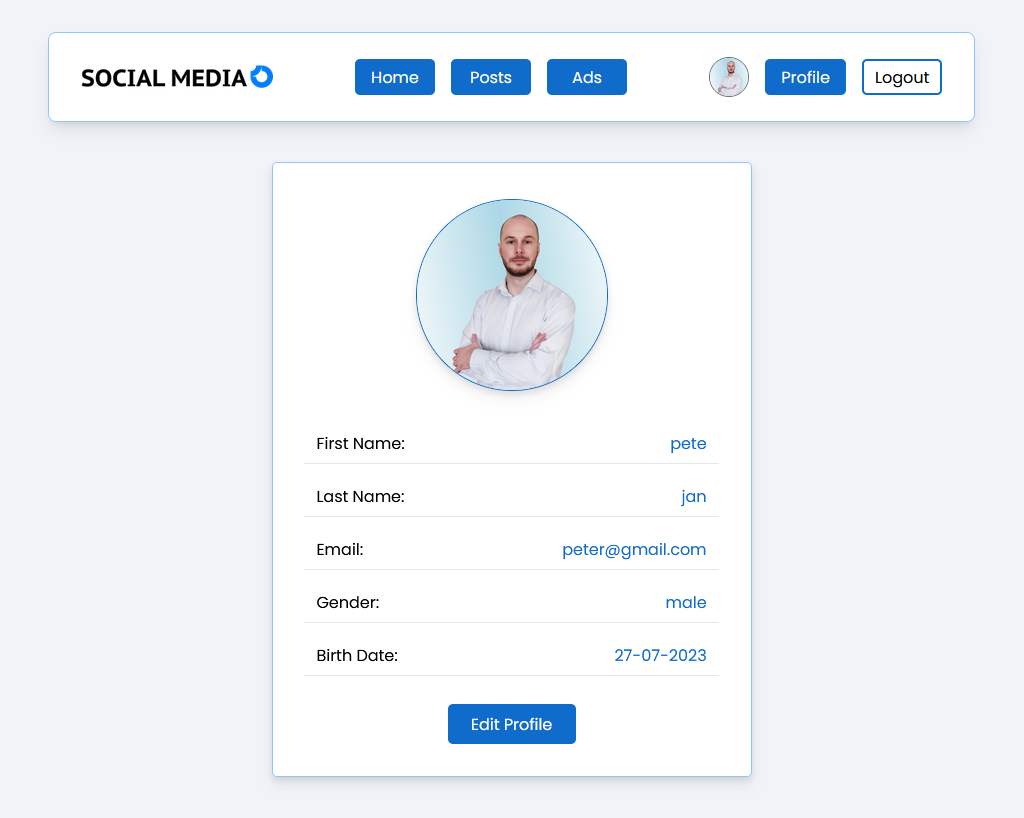 SOCIAL MEDIA
Home
Posts
Ads
Profile
Logout
First Name: pete
Last Name: jan
Email: peter@gmail.com
Gender: male
Birth Date: 27-07-2023
Edit Profile